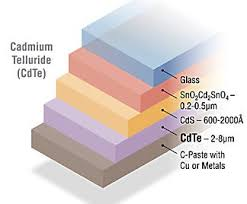 Cadmium
Telluride
(CdTe)
Glass
SnO₂Cd₂SnO₄ –
0.2-0.5µm
CdS – 600-2000Å
CdTe – 2-8µm
C-Paste with
Cu or Metals